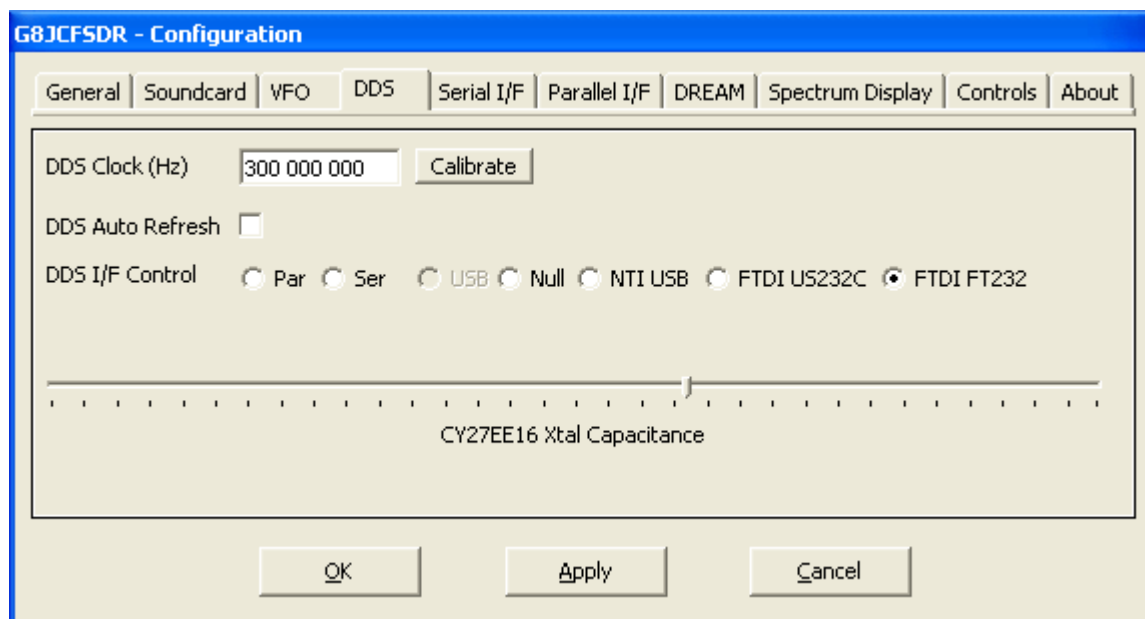 G8JCFSDR - Configuration
General Soundcard VFO DDS Serial I/F Parallel I/F DREAM Spectrum Display Controls About
DDS Clock (Hz) 300 000 000 Calibrate
DDS Auto Refresh
DDS I/F Control Par Ser USB Null NTI USB FTDI US232C FTDI FT232
CY27EE16 Xtal Capacitance
OK Apply Cancel